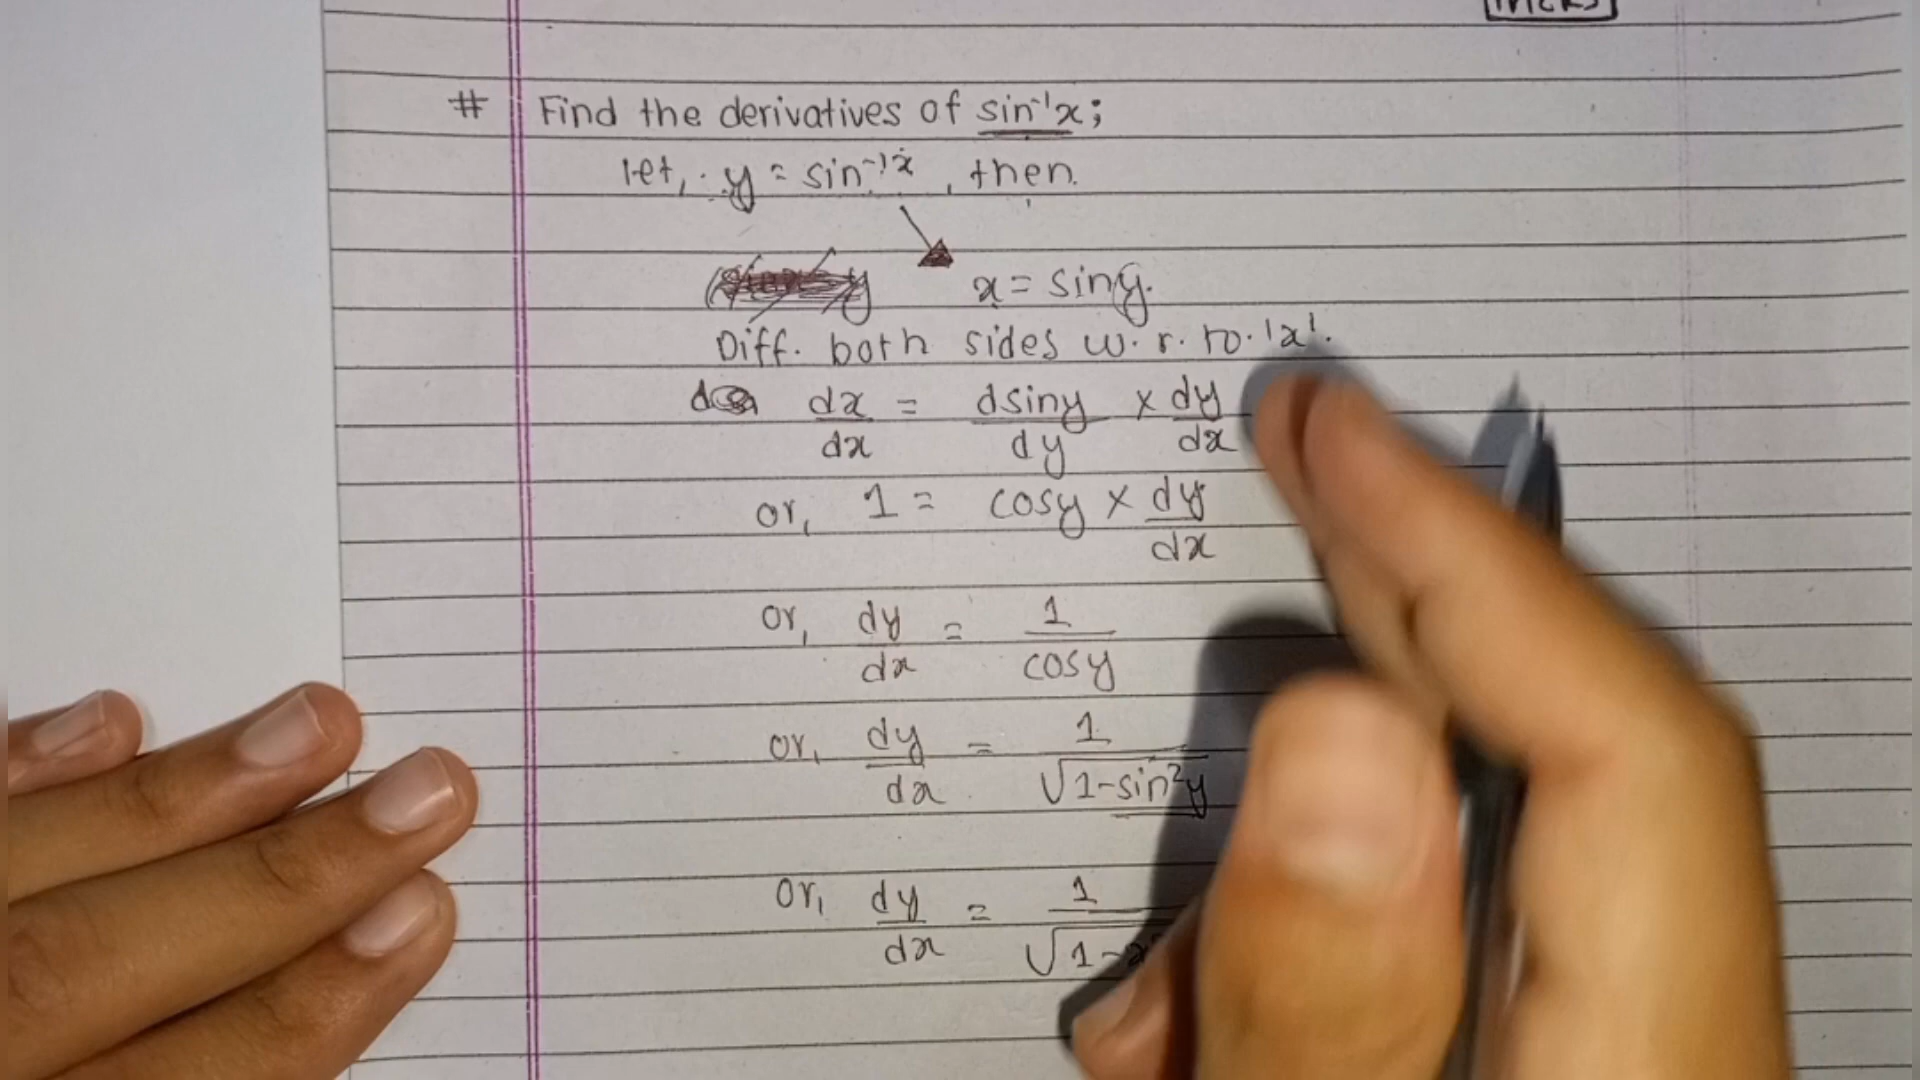 # Find the derivatives of sin⁻¹x;
let, y = sin⁻¹x , then.
x = siny.
Diff. both sides w.r.to.'x'.
dx/dx = dsiny/dy × dy/dx
or, 1 = cosy × dy/dx
or, dy/dx = 1/cosy
or, dy/dx = 1/√1-sin²y
or, dy/dx = 1/√1-x